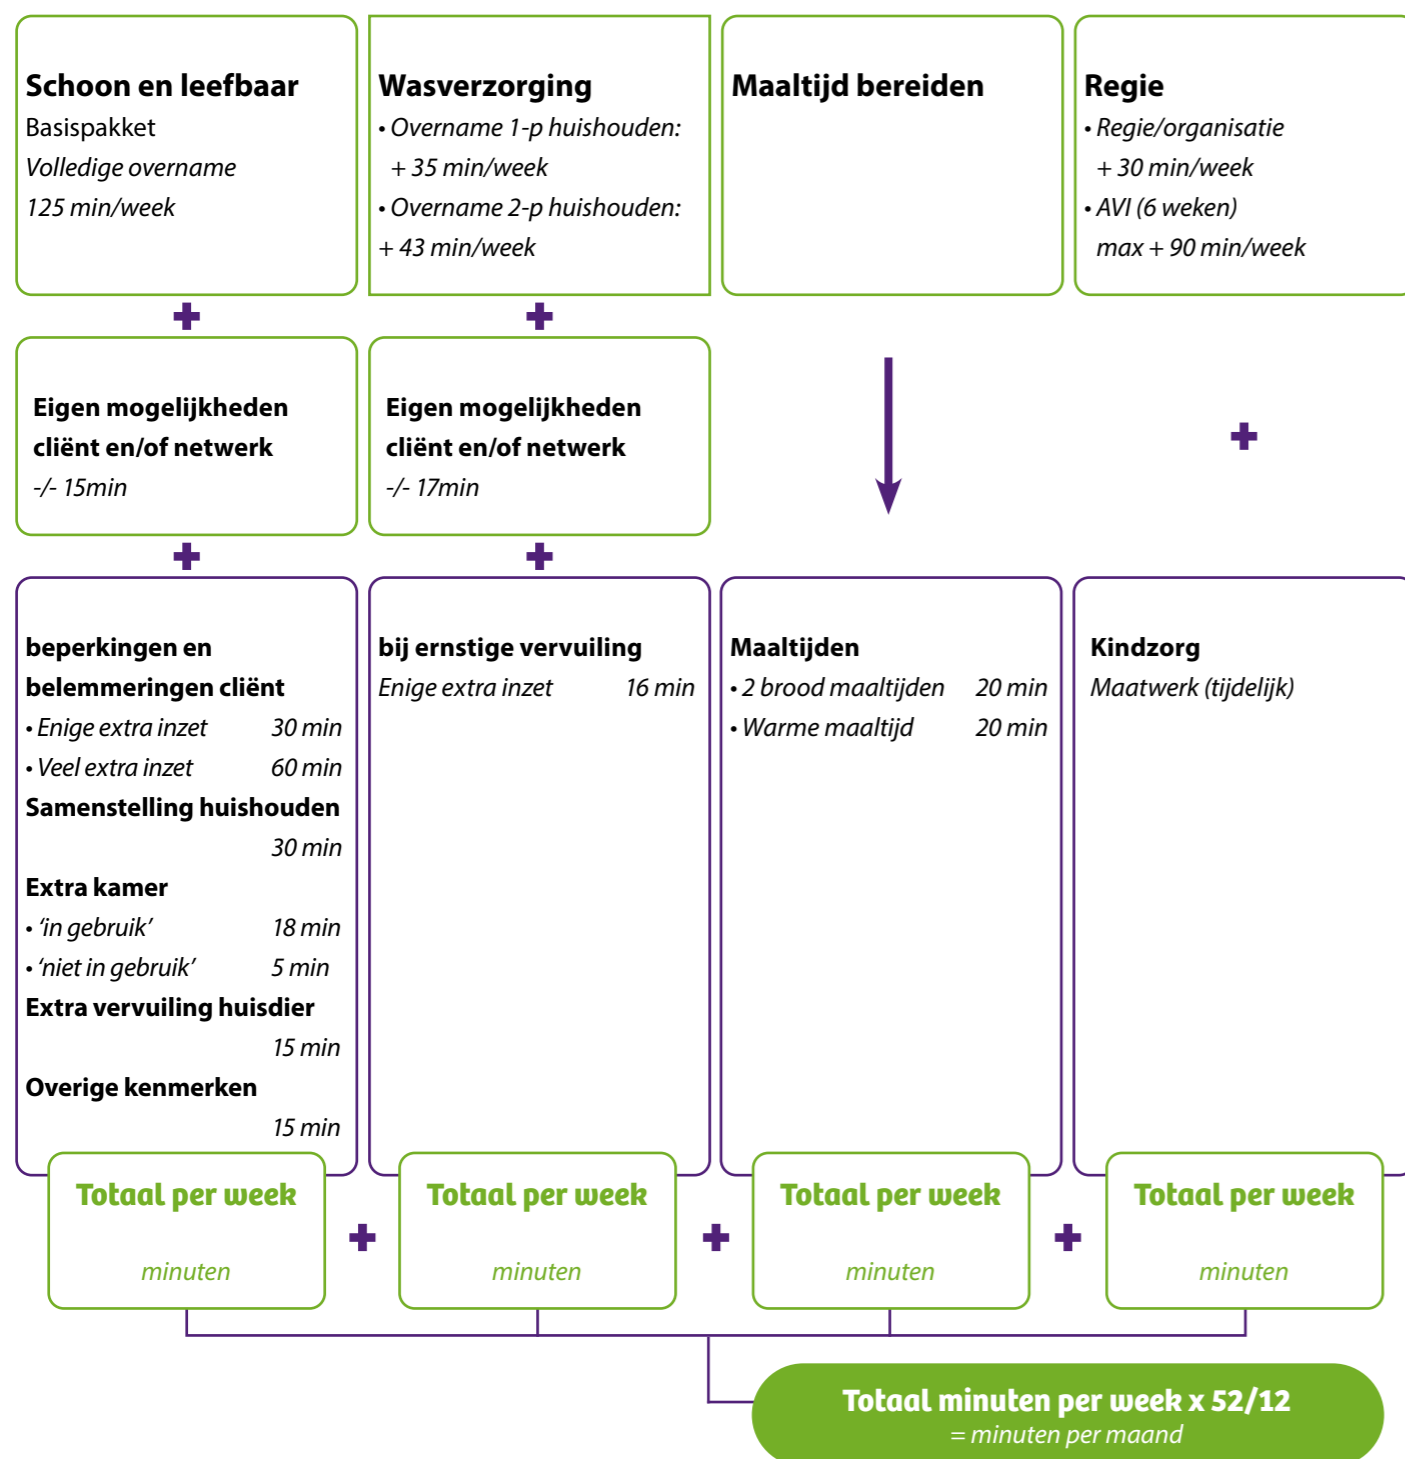 Schoon en leefbaar
Basispakket
Volledige overname
125 min/week
Wasverzorging
• Overname 1-p huishouden:
+ 35 min/week
• Overname 2-p huishouden:
+ 43 min/week
Maaltijd bereiden
Regie
• Regie/organisatie
+ 30 min/week
• AVI (6 weken)
max + 90 min/week
Eigen mogelijkheden
cliënt en/of netwerk
-/- 15min
Eigen mogelijkheden
cliënt en/of netwerk
-/- 17min
beperkingen en
belemmeringen cliënt
• Enige extra inzet 30 min
• Veel extra inzet 60 min
Samenstelling huishouden
30 min
Extra kamer
• ‘in gebruik’ 18 min
• ‘niet in gebruik’ 5 min
Extra vervuiling huisdier
15 min
Overige kenmerken
15 min
bij ernstige vervuiling
Enige extra inzet 16 min
Maaltijden
• 2 brood maaltijden 20 min
• Warme maaltijd 20 min
Kindzorg
Maatwerk (tijdelijk)
Totaal per week
minuten
Totaal per week
minuten
Totaal per week
minuten
Totaal per week
minuten
Totaal minuten per week x 52/12
= minuten per maand